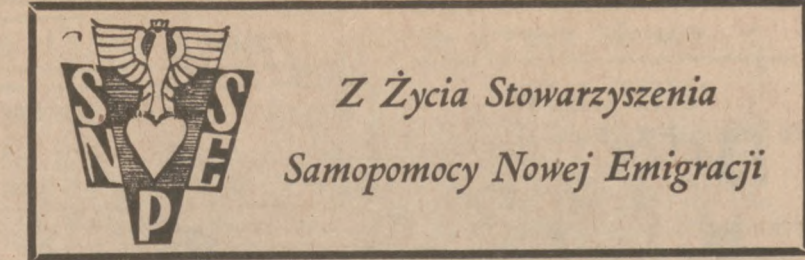 S S
N E
P
Z Życia Stowarzyszenia
Samopomocy Nowej Emigracji